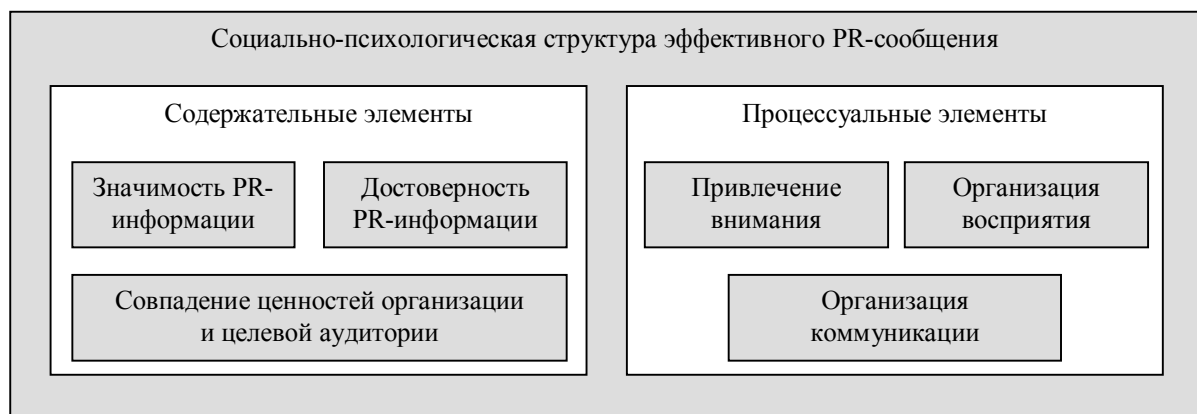 Социально-психологическая структура эффективного PR-сообщения
Содержательные элементы
Значимость PR-
информации
Достоверность
PR-информации
Совпадение ценностей организации
и целевой аудитории
Процессуальные элементы
Привлечение
внимания
Организация
восприятия
Организация
коммуникации